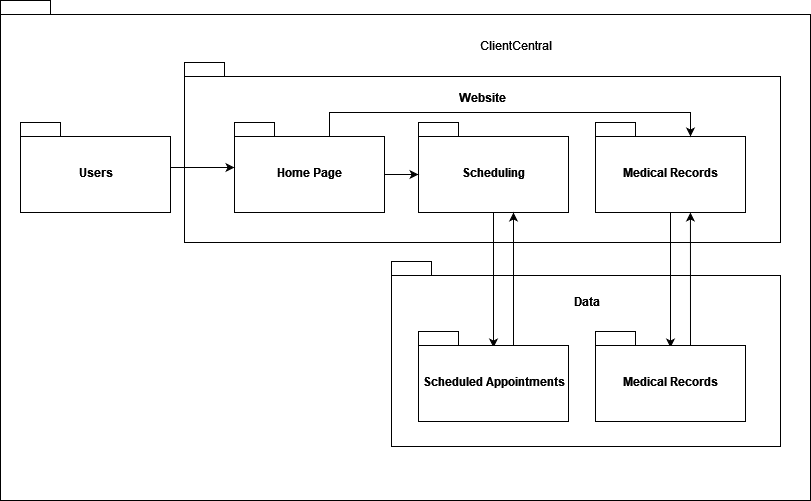 ClientCentral
Website
Users
Home Page
Scheduling
Medical Records
Data
Scheduled Appointments
Medical Records